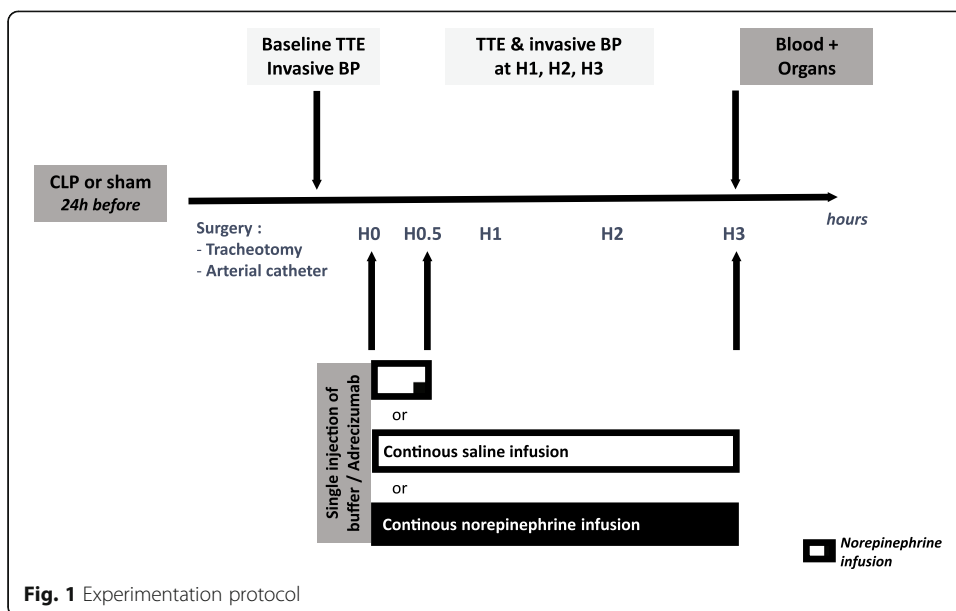 Baseline TTE
Invasive BP
TTE & invasive BP
at H1, H2, H3
Blood +
Organs
CLP or sham
24h before
hours
Surgery :
- Tracheotomy
- Arterial catheter
H0
H0.5
H1
H2
H3
Single injection of
buffer / Adrecizumab
or
Continous saline infusion
or
Continous norepinephrine infusion
Norepinephrine
infusion
Fig. 1 Experimentation protocol